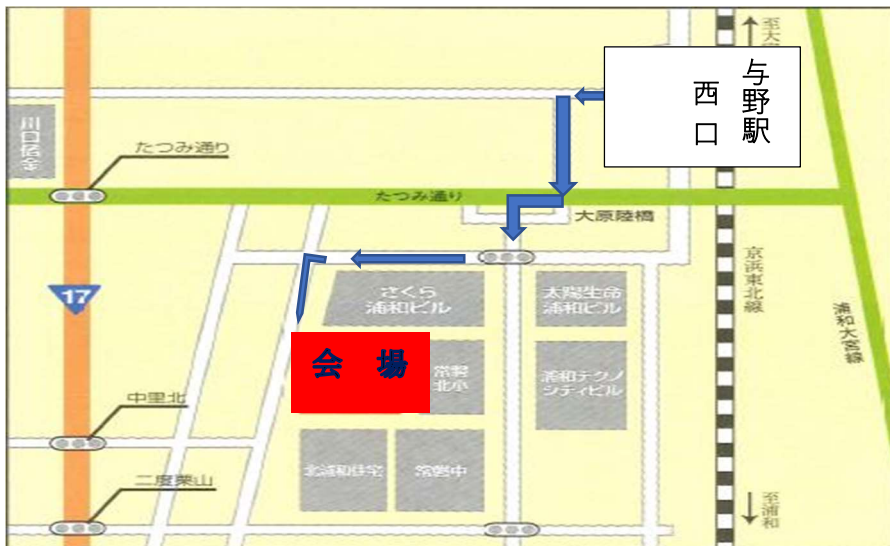 至大宮
与野駅
西口
川口信金
たつみ通り
たつみ通り
大原陸橋
京浜東北線
浦和大宮線
17
さくら
浦和ビル
太陽生命
浦和ビル
会 場
常盤
北小
浦和テクノ
シティビル
中里北
北浦和住宅
常盤中
二度栗山
至浦和